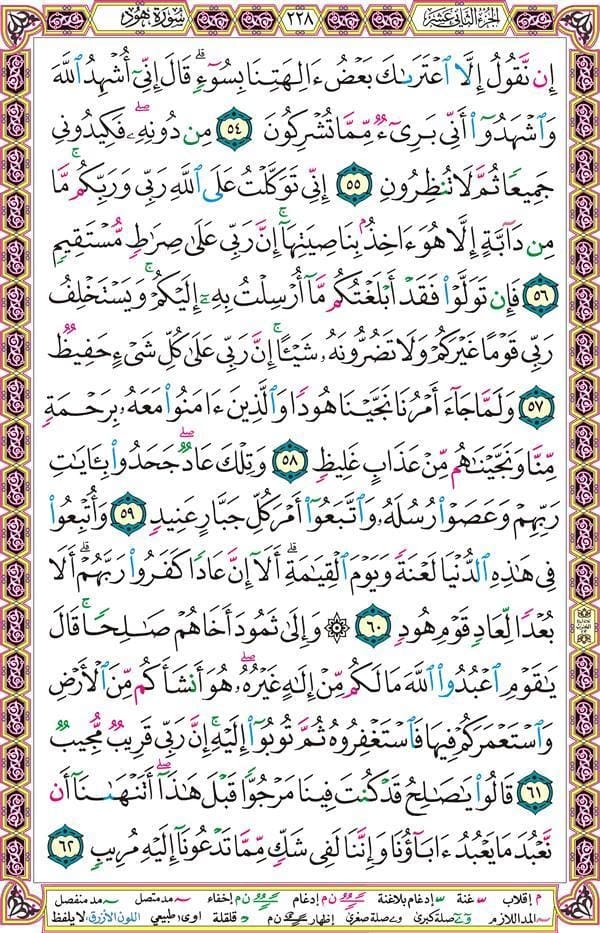 الجزء الثاني عشر ٢٢٨ سورة هود
إِن نَّقُولُ إِلَّا ٱعْتَرَىٰكَ بَعْضُ ءَالِهَتِنَا بِسُوٓءٍۢ ۗ قَالَ إِنِّىٓ أُشْهِدُ ٱللَّهَ
وَٱشْهَدُوٓا۟ أَنِّى بَرِىٓءٌۭ مِّمَّا تُشْرِكُونَ ٥٤ مِن دُونِهِۦ ۖ فَكِيدُونِى
جَمِيعًۭا ثُمَّ لَا تُنظِرُونِ ٥٥ إِنِّى تَوَكَّلْتُ عَلَى ٱللَّهِ رَبِّى وَرَبِّكُم ۚ مَّا
مِن دَآبَّةٍ إِلَّا هُوَ ءَاخِذٌۢ بِنَاصِيَتِهَآ ۚ إِنَّ رَبِّى عَلَىٰ صِرَٰطٍۢ مُّسْتَقِيمٍۢ
٥٦ فَإِن تَوَلَّوْا۟ فَقَدْ أَبْلَغْتُكُم مَّآ أُرْسِلْتُ بِهِۦٓ إِلَيْكُمْ ۚ وَيَسْتَخْلِفُ
رَبِّى قَوْمًا غَيْرَكُمْ وَلَا تَضُرُّونَهُۥ شَيْـًٔا ۚ إِنَّ رَبِّى عَلَىٰ كُلِّ شَىْءٍ حَفِيظٌۭ
٥٧ وَلَمَّا جَآءَ أَمْرُنَا نَجَّيْنَا هُودًۭا وَٱلَّذِينَ ءَامَنُوا۟ مَعَهُۥ بِرَحْمَةٍۢ
مِّنَّا وَنَجَّيْنَٰهُم مِّنْ عَذَابٍ غَلِيظٍۢ ٥٨ وَتِلْكَ عَادٌۭ ۖ جَحَدُوا۟ بِـَٔايَٰتِ
رَبِّهِمْ وَعَصَوْا۟ رُسُلَهُۥ وَٱتَّبَعُوٓا۟ أَمْرَ كُلِّ جَبَّارٍ عَنِيدٍۢ ٥٩ وَأُتْبِعُوا۟
فِى هَٰذِهِ ٱلدُّنْيَا لَعْنَةًۭ وَيَوْمَ ٱلْقِيَٰمَةِ ۗ أَلَآ إِنَّ عَادًۭا كَفَرُوا۟ رَبَّهُمْ ۗ أَلَا
بُعْدًۭا لِّعَادٍۢ قَوْمِ هُودٍۢ ٦٠ ۞ وَإِلَىٰ ثَمُودَ أَخَاهُمْ صَٰلِحًۭا ۚ قَالَ
يَٰقَوْمِ ٱعْبُدُوا۟ ٱللَّهَ مَا لَكُم مِّنْ إِلَٰهٍ غَيْرُهُۥ ۖ هُوَ أَنشَأَكُم مِّنَ ٱلْأَرْضِ
وَٱسْتَعْمَرَكُمْ فِيهَا فَٱسْتَغْفِرُوهُ ثُمَّ تُوبُوٓا۟ إِلَيْهِ ۚ إِنَّ رَبِّى قَرِيبٌۭ مُّجِيبٌۭ
٦١ قَالُوا۟ يَٰصَٰلِحُ قَدْ كُنتَ فِينَا مَرْجُوًّۭا قَبْلَ هَٰذَآ ۖ أَتَنْهَىٰنَآ أَن
نَّعْبُدَ مَا يَعْبُدُ ءَابَآؤُنَا وَإِنَّنَا لَفِى شَكٍّۢ مِّمَّا تَدْعُونَآ إِلَيْهِ مُرِيبٍۢ ٦٢
م إقلاب غنة إدغام بلاغنة ن م إدغام ن م إخفاء مد متصل مد منفصل
المد اللازم صلة كبرى صلة صغرى إظهار ن م قلقلة اوى طبيعي اللون الأزرق لا يلفظ